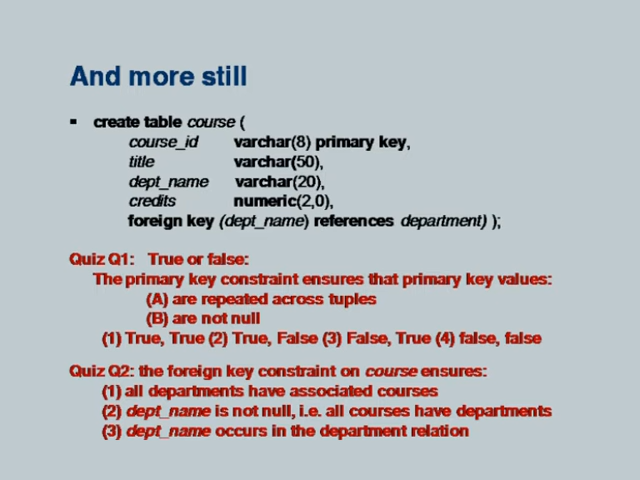 And more still
▪ create table course (
course_id varchar(8) primary key,
title varchar(50),
dept_name varchar(20),
credits numeric(2,0),
foreign key (dept_name) references department) );
Quiz Q1: True or false:
The primary key constraint ensures that primary key values:
(A) are repeated across tuples
(B) are not null
(1) True, True (2) True, False (3) False, True (4) false, false
Quiz Q2: the foreign key constraint on course ensures:
(1) all departments have associated courses
(2) dept_name is not null, i.e. all courses have departments
(3) dept_name occurs in the department relation